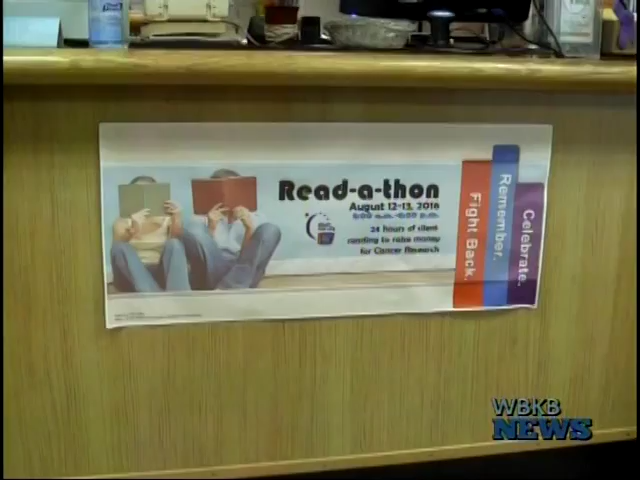 Read-a-thon
August 12-13, 2016
24 hours of silent
reading to raise money
for Cancer Research
Fight Back.
Remember.
Celebrate.
WBKB
NEWS